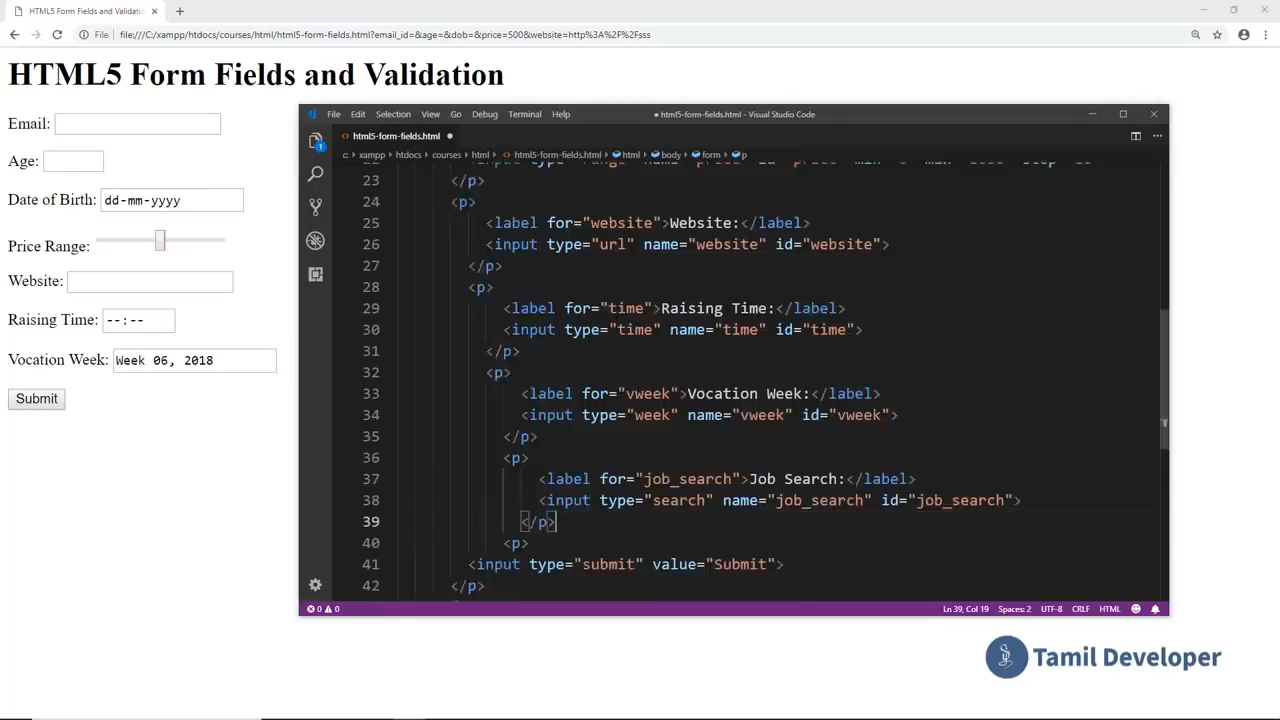 HTML5 Form Fields and Validatio
File
file:///C:/xampp/htdocs/courses/html/html5-form-fields.html?email_id=&age=&dob=&price=500&website=http%3A%2F%2Fsss
HTML5 Form Fields and Validation
Email:
Age:
Date of Birth: dd-mm-yyyy
Price Range:
Website:
Raising Time: --:--
Vocation Week: Week 06, 2018
Submit
File Edit Selection View Go Debug Terminal Help
● html5-form-fields.html - Visual Studio Code
1
html5-form-fields.html ●
c: > xampp > htdocs > courses > html > html5-form-fields.html > html > body > form > p
23 </p>
24 <p>
25 <label for="website">Website:</label>
26 <input type="url" name="website" id="website">
27 </p>
28 <p>
29 <label for="time">Raising Time:</label>
30 <input type="time" name="time" id="time">
31 </p>
32 <p>
33 <label for="vweek">Vocation Week:</label>
34 <input type="week" name="vweek" id="vweek">
35 </p>
36 <p>
37 <label for="job_search">Job Search:</label>
38 <input type="search" name="job_search" id="job_search">
39 </p>
40 <p>
41 <input type="submit" value="Submit">
42 </p>
0 0
Ln 39, Col 19 Spaces: 2 UTF-8 CRLF HTML
Tamil Developer